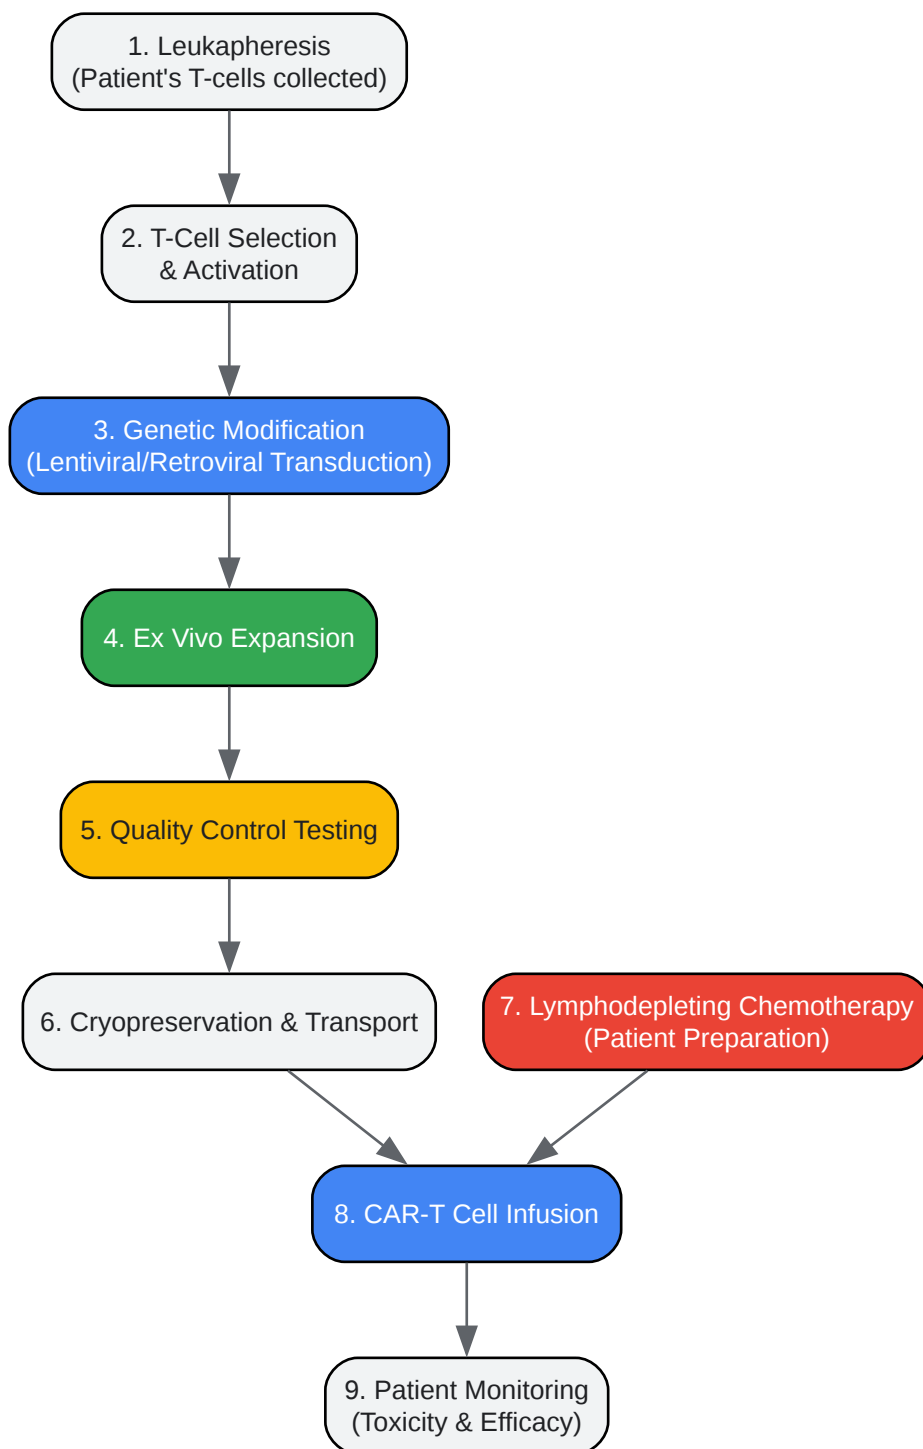 1. Leukapheresis
(Patient's T-cells collected)
2. T-Cell Selection
& Activation
3. Genetic Modification
(Lentiviral/Retroviral Transduction)
4. Ex Vivo Expansion
5. Quality Control Testing
6. Cryopreservation & Transport
7. Lymphodepleting Chemotherapy
(Patient Preparation)
8. CAR-T Cell Infusion
9. Patient Monitoring
(Toxicity & Efficacy)